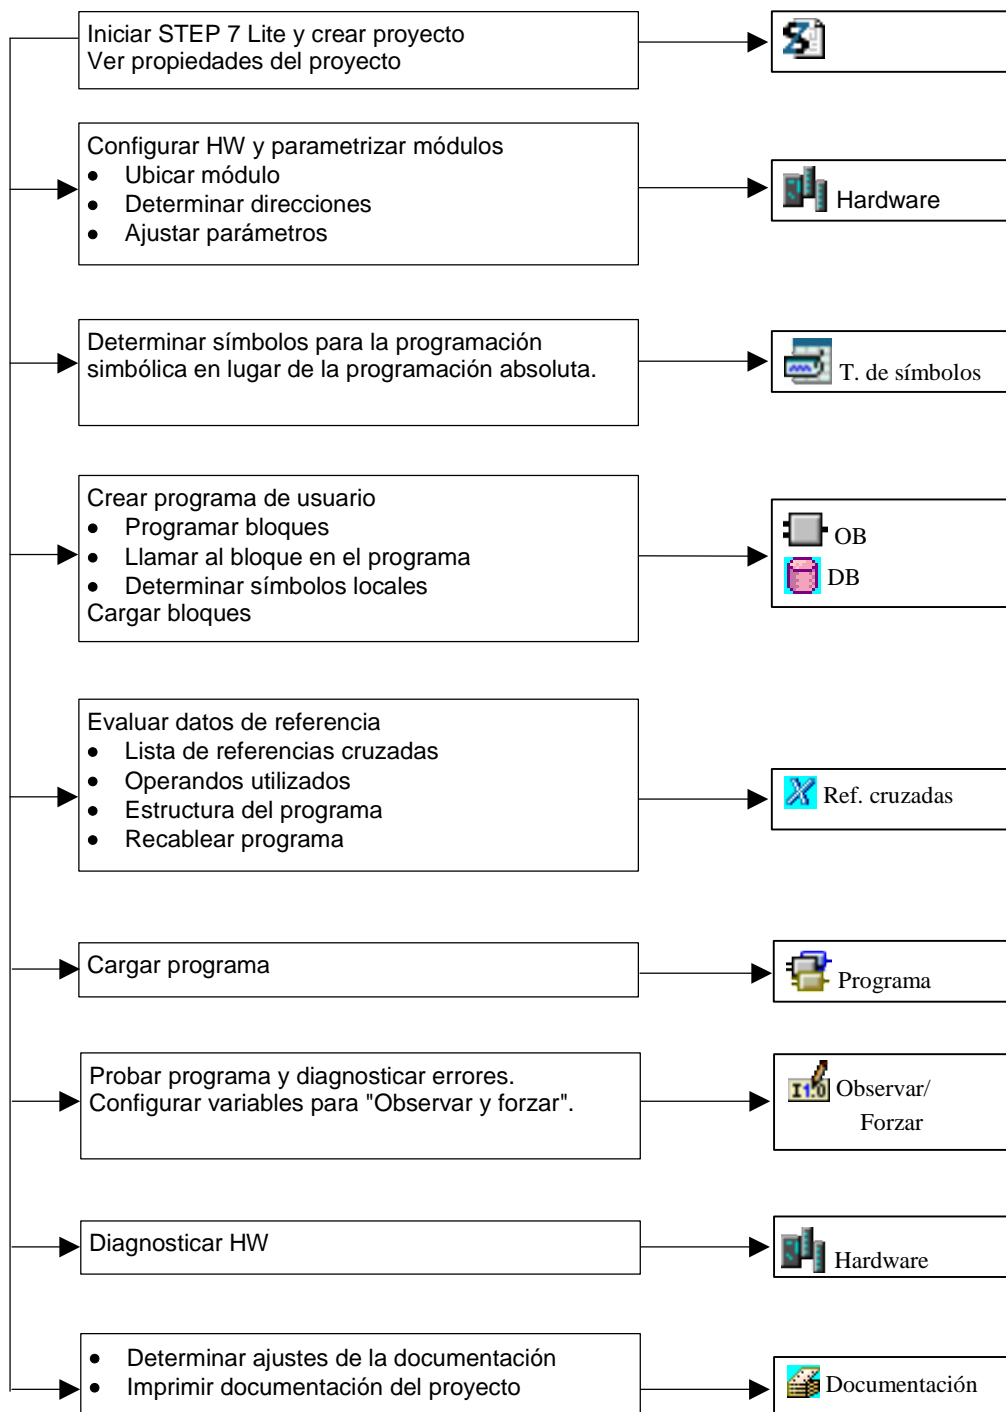 Iniciar STEP 7 Lite y crear proyecto
Ver propiedades del proyecto
Configurar HW y parametrizar módulos
• Ubicar módulo
• Determinar direcciones
• Ajustar parámetros
Hardware
Determinar símbolos para la programación
simbólica en lugar de la programación absoluta.
T. de símbolos
Crear programa de usuario
• Programar bloques
• Llamar al bloque en el programa
• Determinar símbolos locales
Cargar bloques
OB
DB
Evaluar datos de referencia
• Lista de referencias cruzadas
• Operandos utilizados
• Estructura del programa
• Recablear programa
Ref. cruzadas
Cargar programa
Programa
Probar programa y diagnosticar errores.
Configurar variables para "Observar y forzar".
I1.0
Observar/
Forzar
Diagnosticar HW
Hardware
• Determinar ajustes de la documentación
• Imprimir documentación del proyecto
Documentación